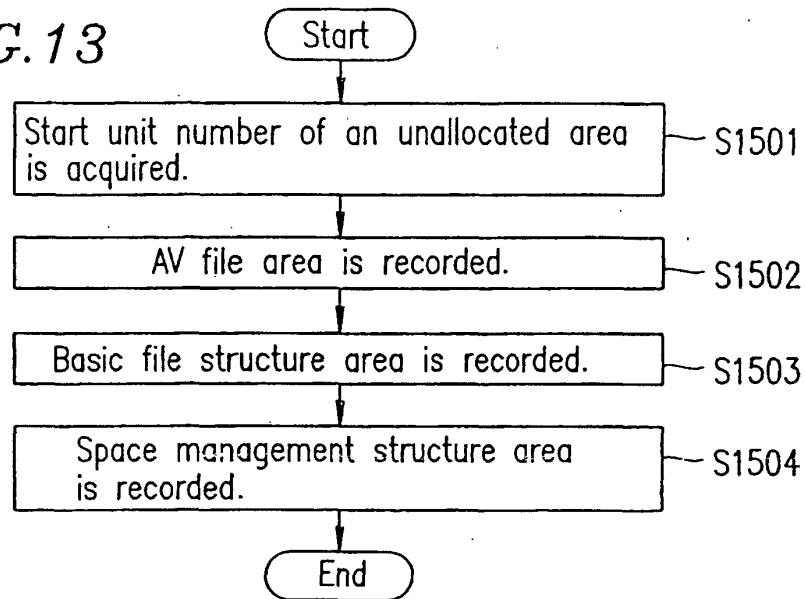 G.13
Start
Start unit number of an unallocated area
is acquired.
S1501
AV file area is recorded.
S1502
Basic file structure area is recorded.
S1503
Space management structure area
is recorded.
S1504
End